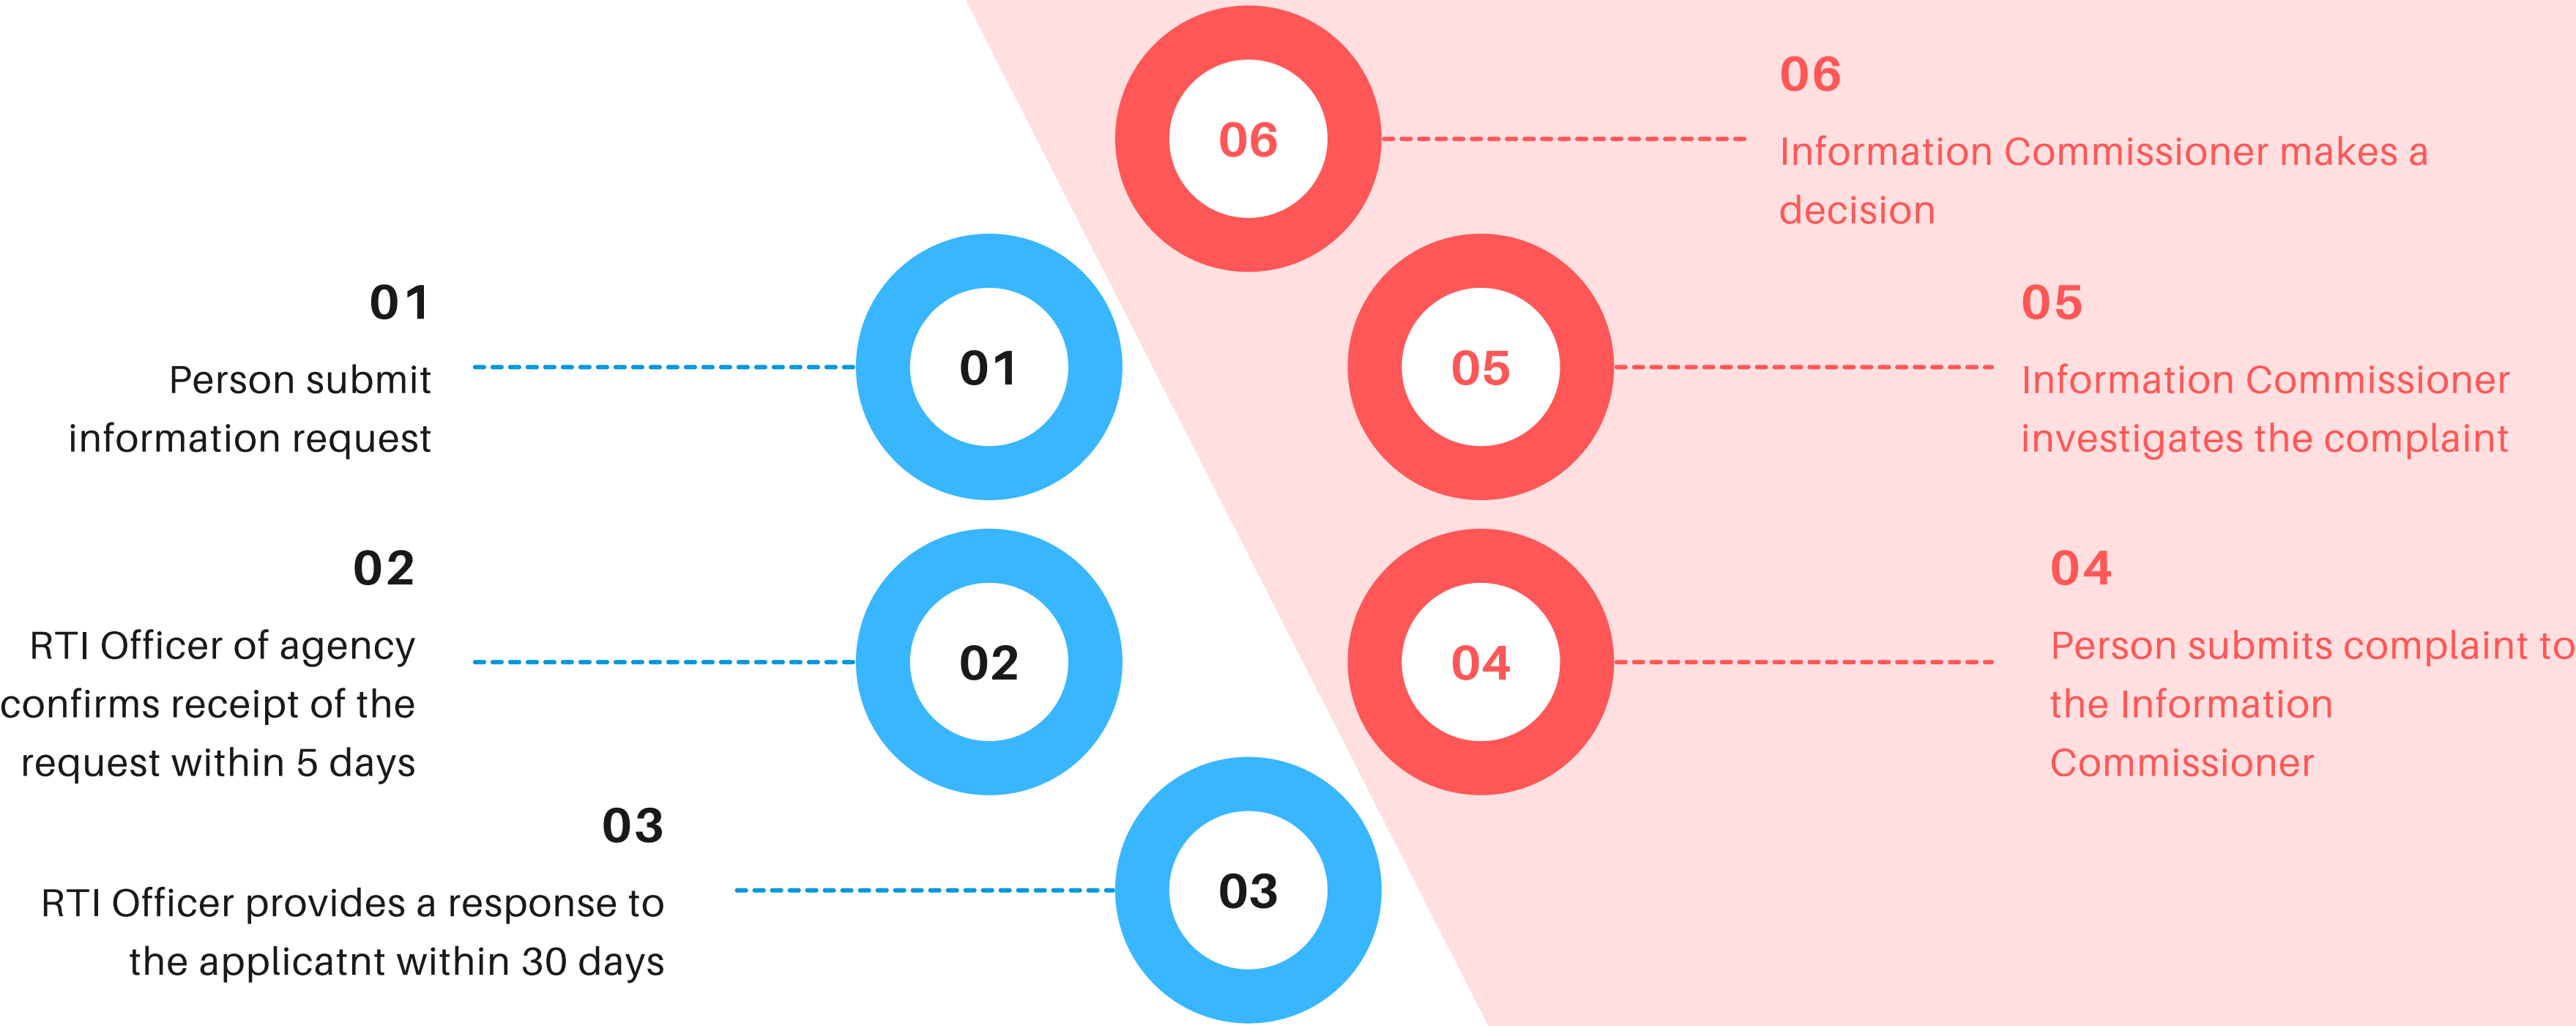 01
Person submit
information request
01
02
RTI Officer of agency
confirms receipt of the
request within 5 days
02
03
RTI Officer provides a response to
the applicatnt within 30 days
03
04
04
Person submits complaint to
the Information
Commissioner
05
05
Information Commissioner
investigates the complaint
06
06
Information Commissioner makes a
decision